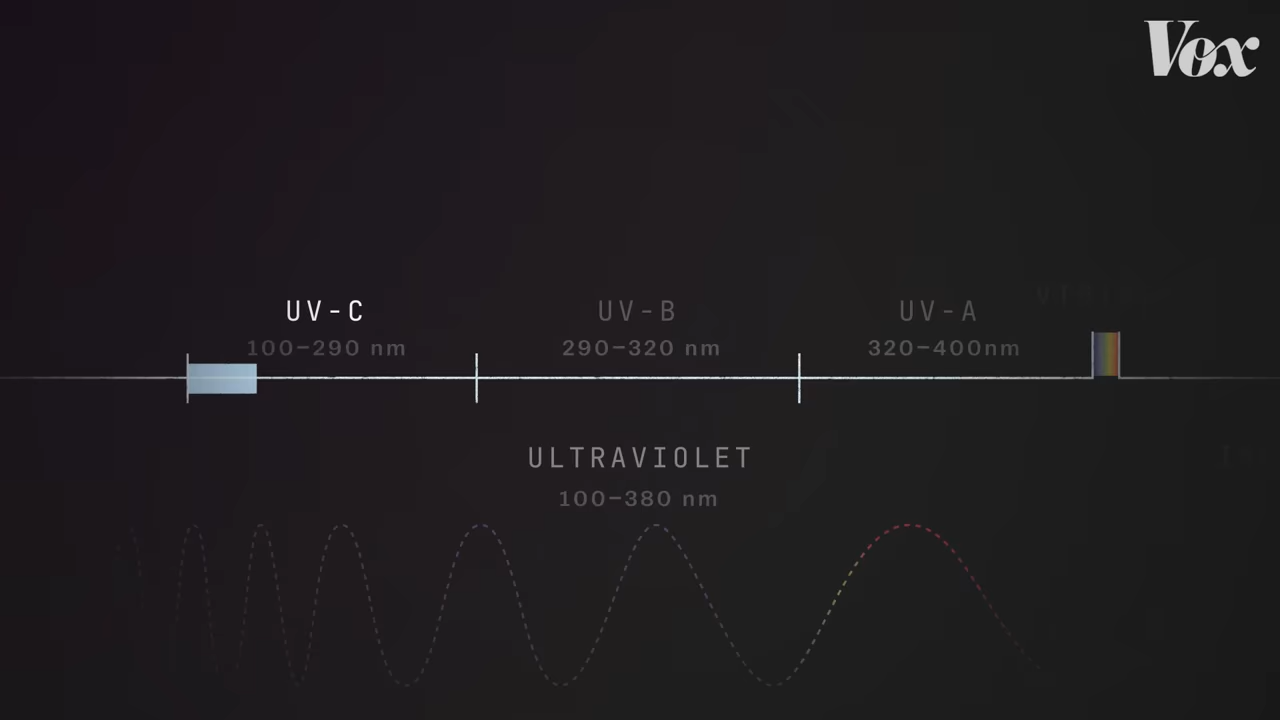 Vox
UV-C
UV-B
UV-A
100–290 nm
290–320 nm
320–400nm
ULTRAVIOLET
100–380 nm